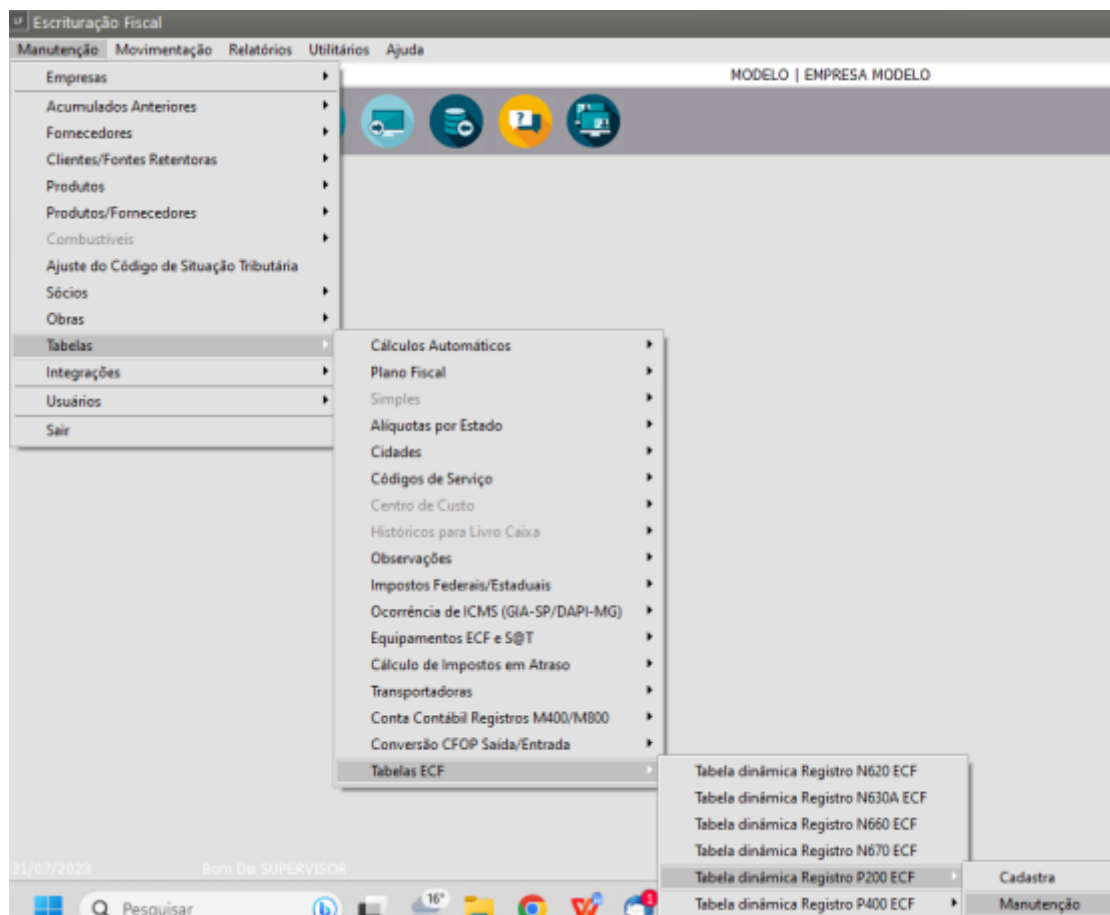 LF Escrituração Fiscal
Manutenção Movimentação Relatórios Utilitários Ajuda
MODELO | EMPRESA MODELO
Empresas
Acumulados Anteriores
Fornecedores
Clientes/Fontes Retentoras
Produtos
Produtos/Fornecedores
Combustíveis
Ajuste do Código de Situação Tributária
Sócios
Obras
Tabelas
Integrações
Usuários
Sair
Cálculos Automáticos
Plano Fiscal
Simples
Alíquotas por Estado
Cidades
Códigos de Serviço
Centro de Custo
Históricos para Livro Caixa
Observações
Impostos Federais/Estaduais
Ocorrência de ICMS (GIA-SP/DAPI-MG)
Equipamentos ECF e S@T
Cálculo de Impostos em Atraso
Transportadoras
Conta Contábil Registros M400/M800
Conversão CFOP Saída/Entrada
Tabelas ECF
Tabela dinâmica Registro N620 ECF
Tabela dinâmica Registro N630A ECF
Tabela dinâmica Registro N660 ECF
Tabela dinâmica Registro N670 ECF
Tabela dinâmica Registro P200 ECF
Tabela dinâmica Registro P400 ECF
Cadastra
Manutenção
31/07/2023 Bom Dia SUPERVISOR
Pesquisar
16°